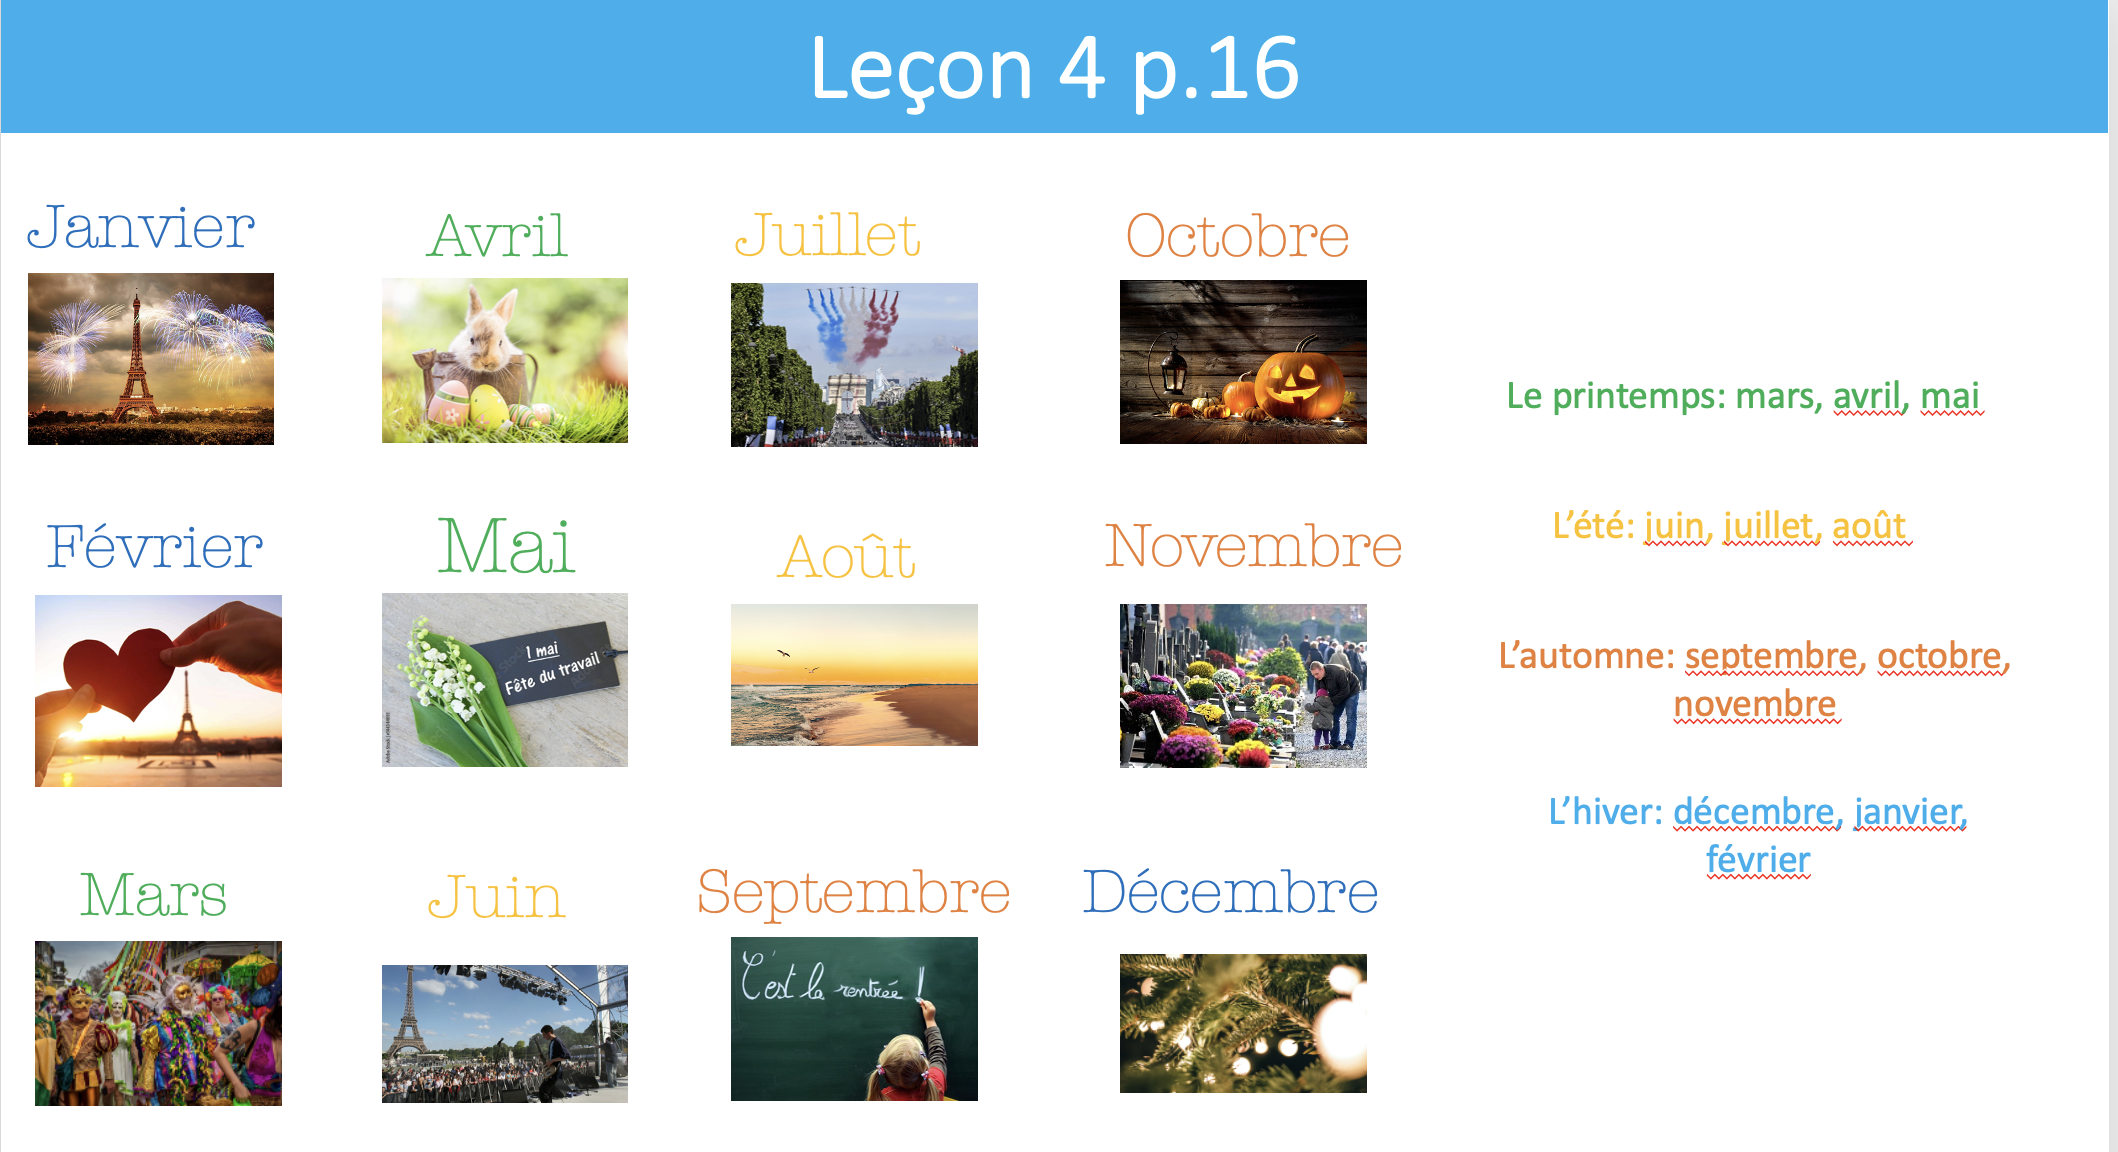 Leçon 4 p.16
Janvier
Avril
Juillet
Octobre
Février
Mai
1 mai
Fête du travail
Août
Novembre
Mars
Juin
Septembre
C'est la rentrée !
Décembre
Le printemps: mars, avril, mai
L'été: juin, juillet, août
L'automne: septembre, octobre,
novembre
L'hiver: décembre, janvier,
février